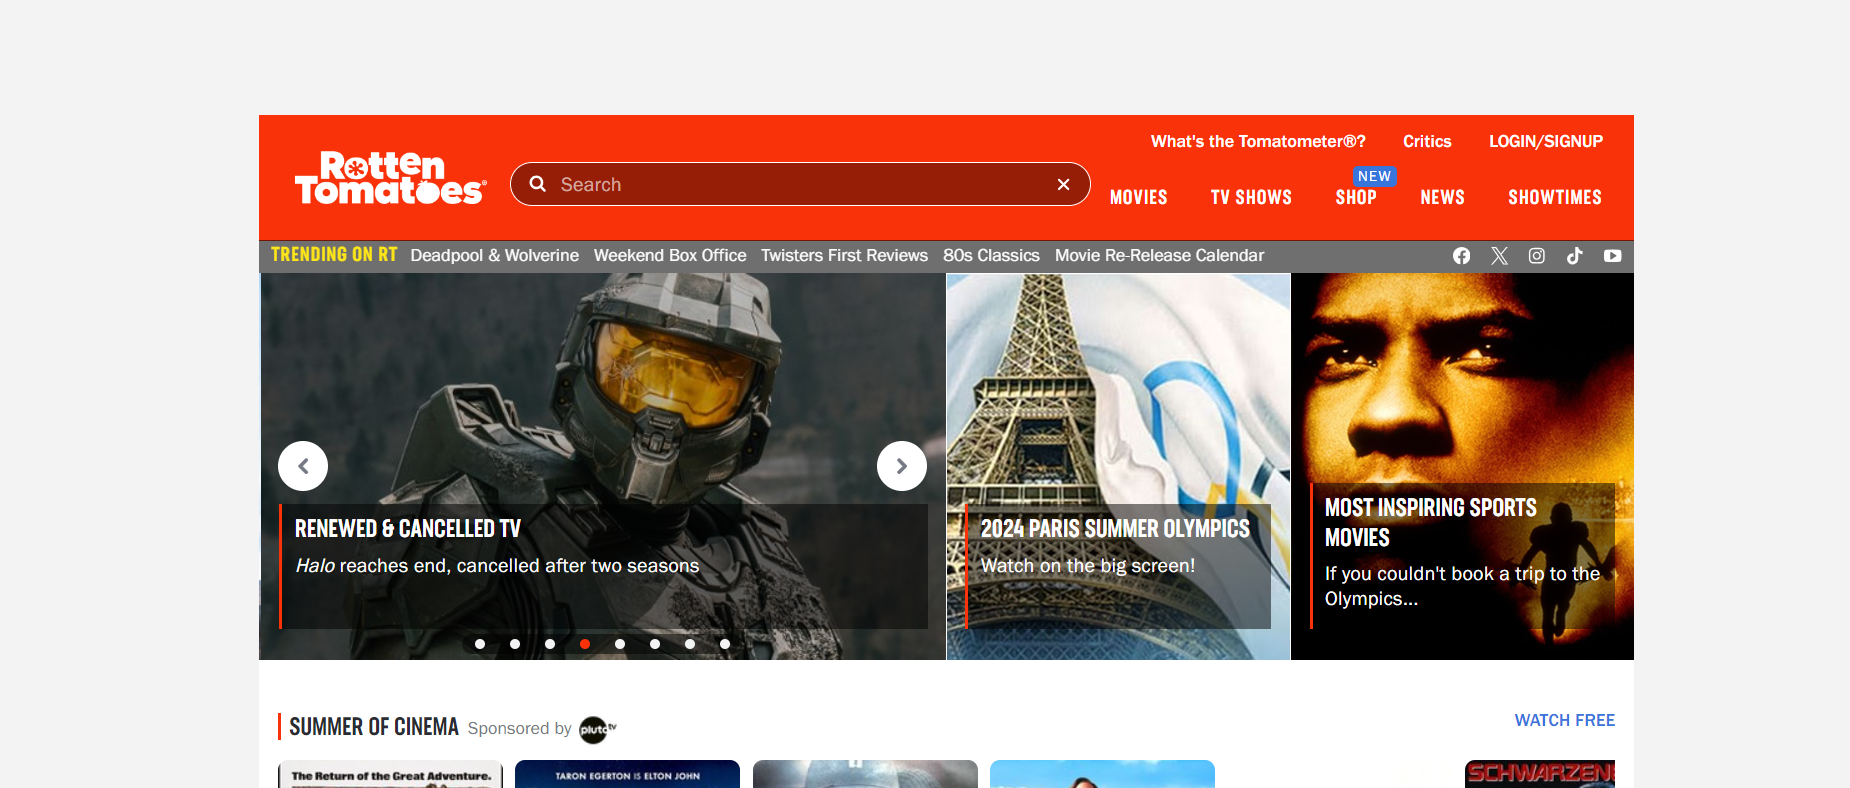 What's the Tomatometer®? Critics LOGIN/SIGNUP
Rotten
Tomatoes®
Search
NEW
MOVIES TV SHOWS SHOP NEWS SHOWTIMES
TRENDING ON RT Deadpool & Wolverine Weekend Box Office Twisters First Reviews 80s Classics Movie Re-Release Calendar
RENEWED & CANCELLED TV
Halo reaches end, cancelled after two seasons
2024 PARIS SUMMER OLYMPICS
Watch on the big screen!
MOST INSPIRING SPORTS
MOVIES
If you couldn't book a trip to the
Olympics...
SUMMER OF CINEMA Sponsored by pluto tv
WATCH FREE
The Return of the Great Adventure.
TARON EGERTON IS ELTON JOHN
SCHWARZEN